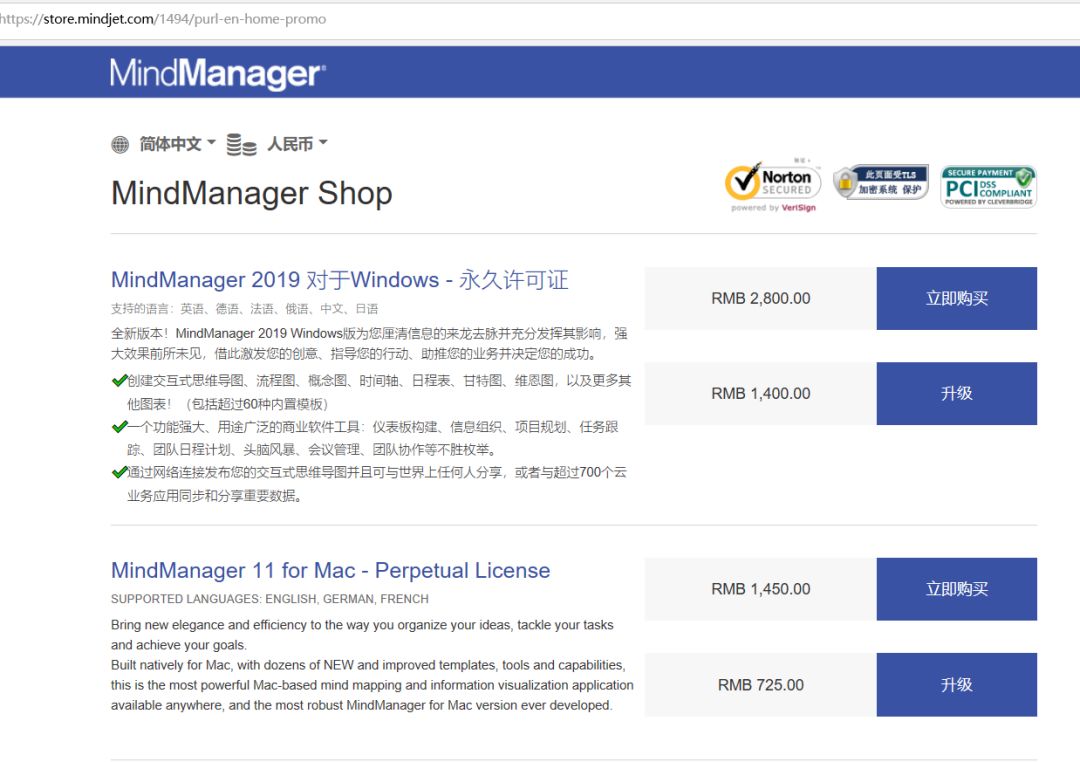 https://store.mindjet.com/1494/purl-en-home-promo
MindManager®
简体中文 人民币
MindManager Shop
Norton
SECURED
powered by VeriSign
此页面受TLS
加密系统 保护
SECURE PAYMENT
PCI DSS
COMPLIANT
POWERED BY CLEVERBRIDGE
MindManager 2019 对于Windows - 永久许可证
支持的语言：英语、德语、法语、俄语、中文、日语
全新版本！MindManager 2019 Windows版为您厘清信息的来龙去脉并充分发挥其影响，强
大效果前所未见，借此激发您的创意、指导您的行动、助推您的业务并决定您的成功。
创建交互式思维导图、流程图、概念图、时间轴、日程表、甘特图、维恩图，以及更多其
他图表！（包括超过60种内置模板）
一个功能强大、用途广泛的商业软件工具：仪表板构建、信息组织、项目规划、任务跟
踪、团队日程计划、头脑风暴、会议管理、团队协作等不胜枚举。
通过网络连接发布您的交互式思维导图并且可与世界上任何人分享，或者与超过700个云
业务应用同步和分享重要数据。
RMB 2,800.00
立即购买
RMB 1,400.00
升级
MindManager 11 for Mac - Perpetual License
SUPPORTED LANGUAGES: ENGLISH, GERMAN, FRENCH
Bring new elegance and efficiency to the way you organize your ideas, tackle your tasks
and achieve your goals.
Built natively for Mac, with dozens of NEW and improved templates, tools and capabilities,
this is the most powerful Mac-based mind mapping and information visualization application
available anywhere, and the most robust MindManager for Mac version ever developed.
RMB 1,450.00
立即购买
RMB 725.00
升级